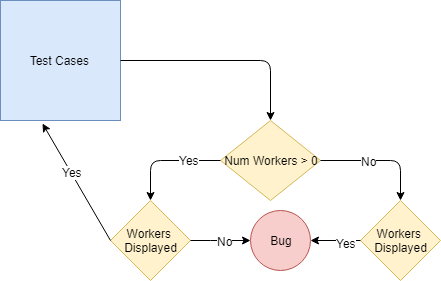 Test Cases
Yes
Num Workers > 0
No
Yes
Workers
Displayed
No
Bug
Yes
Workers
Displayed